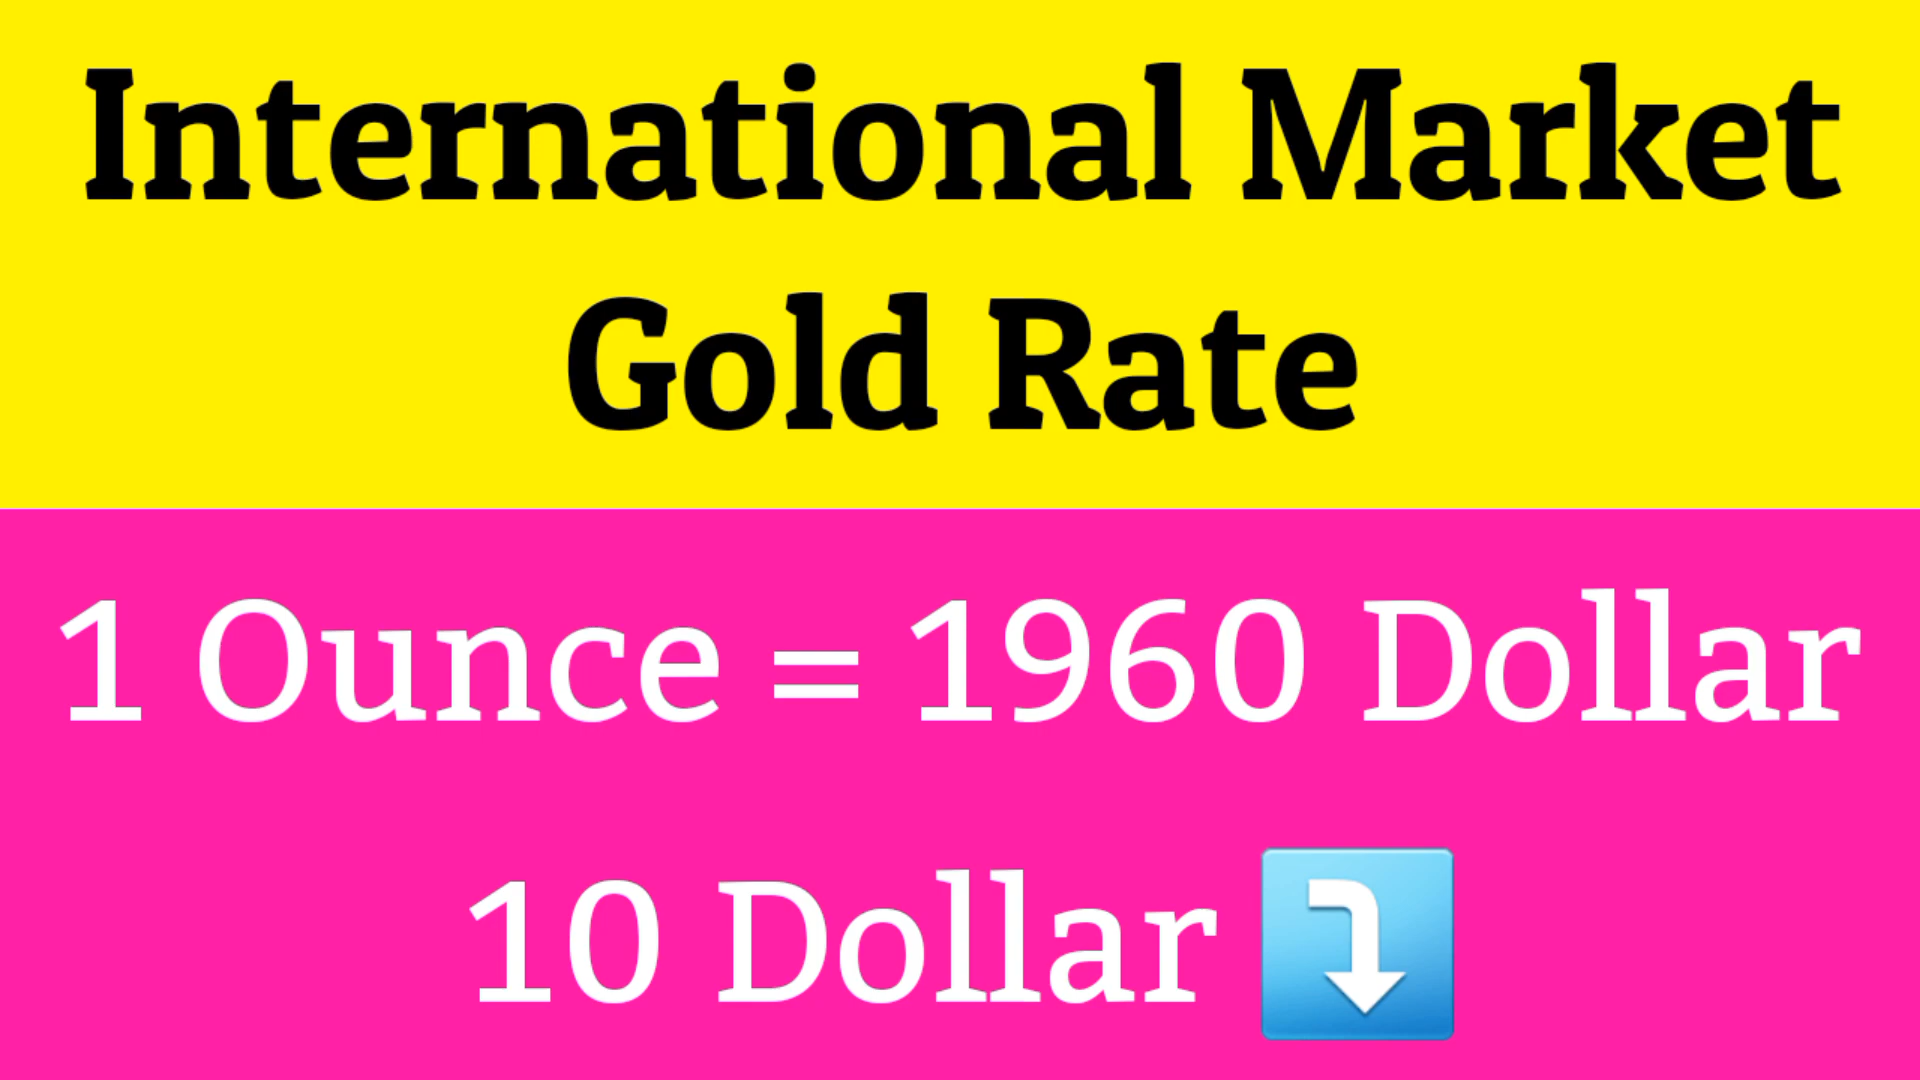 International Market
Gold Rate
1 Ounce = 1960 Dollar
10 Dollar ⤵️